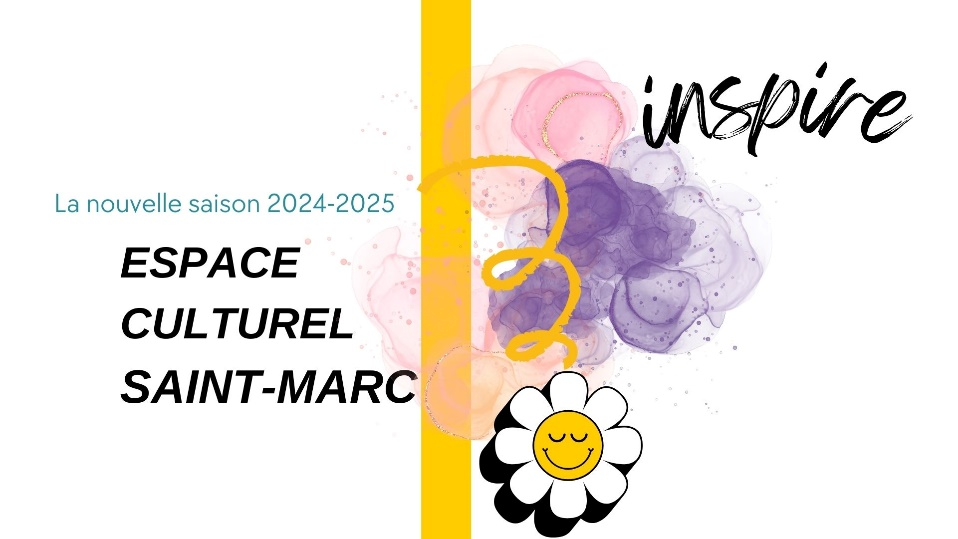 inspire
La nouvelle saison 2024-2025
ESPACE
CULTUREL
SAINT-MARC